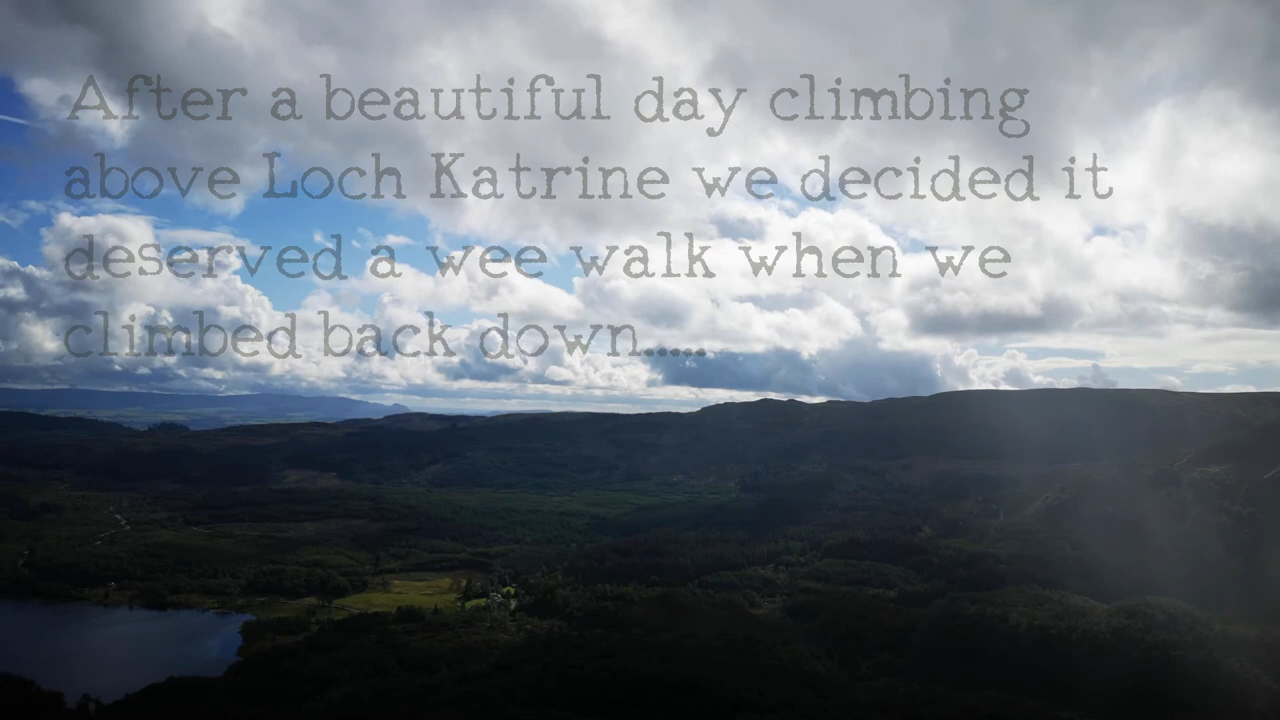 After a beautiful day climbing
above Loch Katrine we decided it
deserved a wee walk when we
climbed back down.....